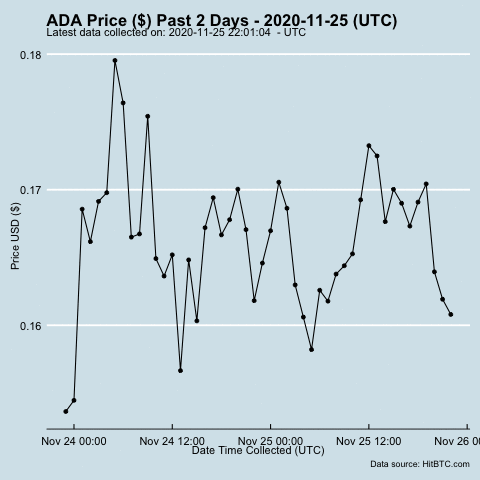 ADA Price ($) Past 2 Days - 2020-11-25 (UTC)
Latest data collected on: 2020-11-25 22:01:04 - UTC
0.18
0.17
0.16
Price USD ($)
Nov 24 00:00 Nov 24 12:00 Nov 25 00:00 Nov 25 12:00 Nov 26 0
Date Time Collected (UTC)
Data source: HitBTC.com